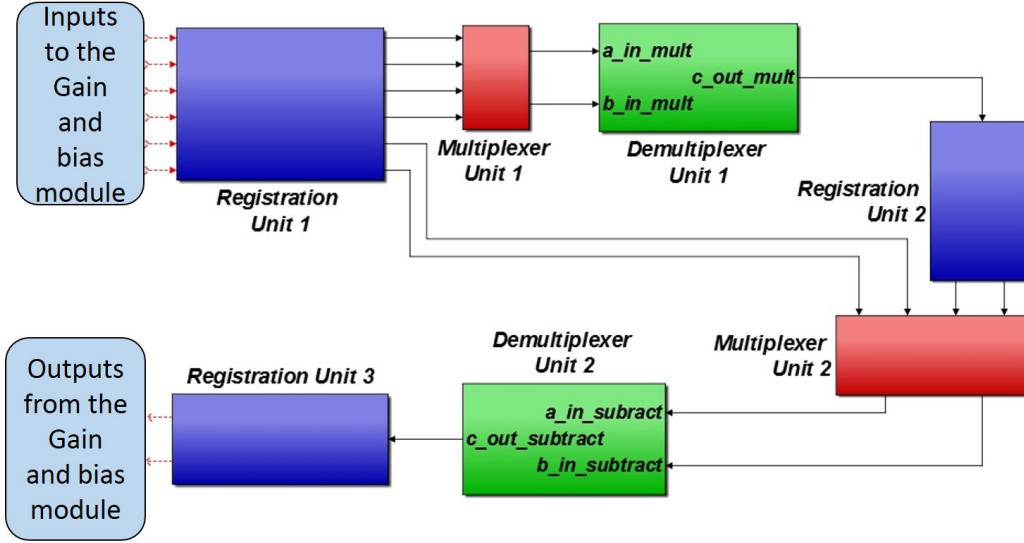 Inputs
to the
Gain
and
bias
module
Registration
Unit 1
Multiplexer
Unit 1
a_in_mult
c_out_mult
b_in_mult
Demultiplexer
Unit 1
Registration
Unit 2
Multiplexer
Unit 2
Demultiplexer
Unit 2
a_in_subract
c_out_subtract
b_in_subtract
Registration Unit 3
Outputs
from the
Gain
and bias
module